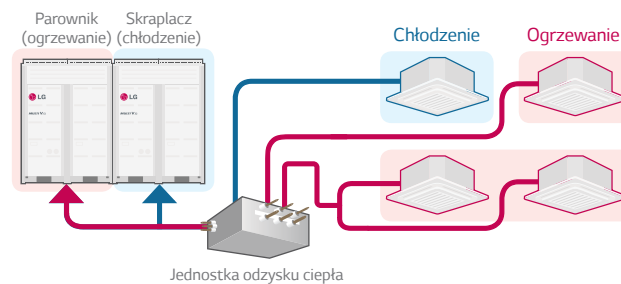 Parownik
(ogrzewanie)
Skraplacz
(chłodzenie)
Chłodzenie
Ogrzewanie
LG
LG
Jednostka odzysku ciepła